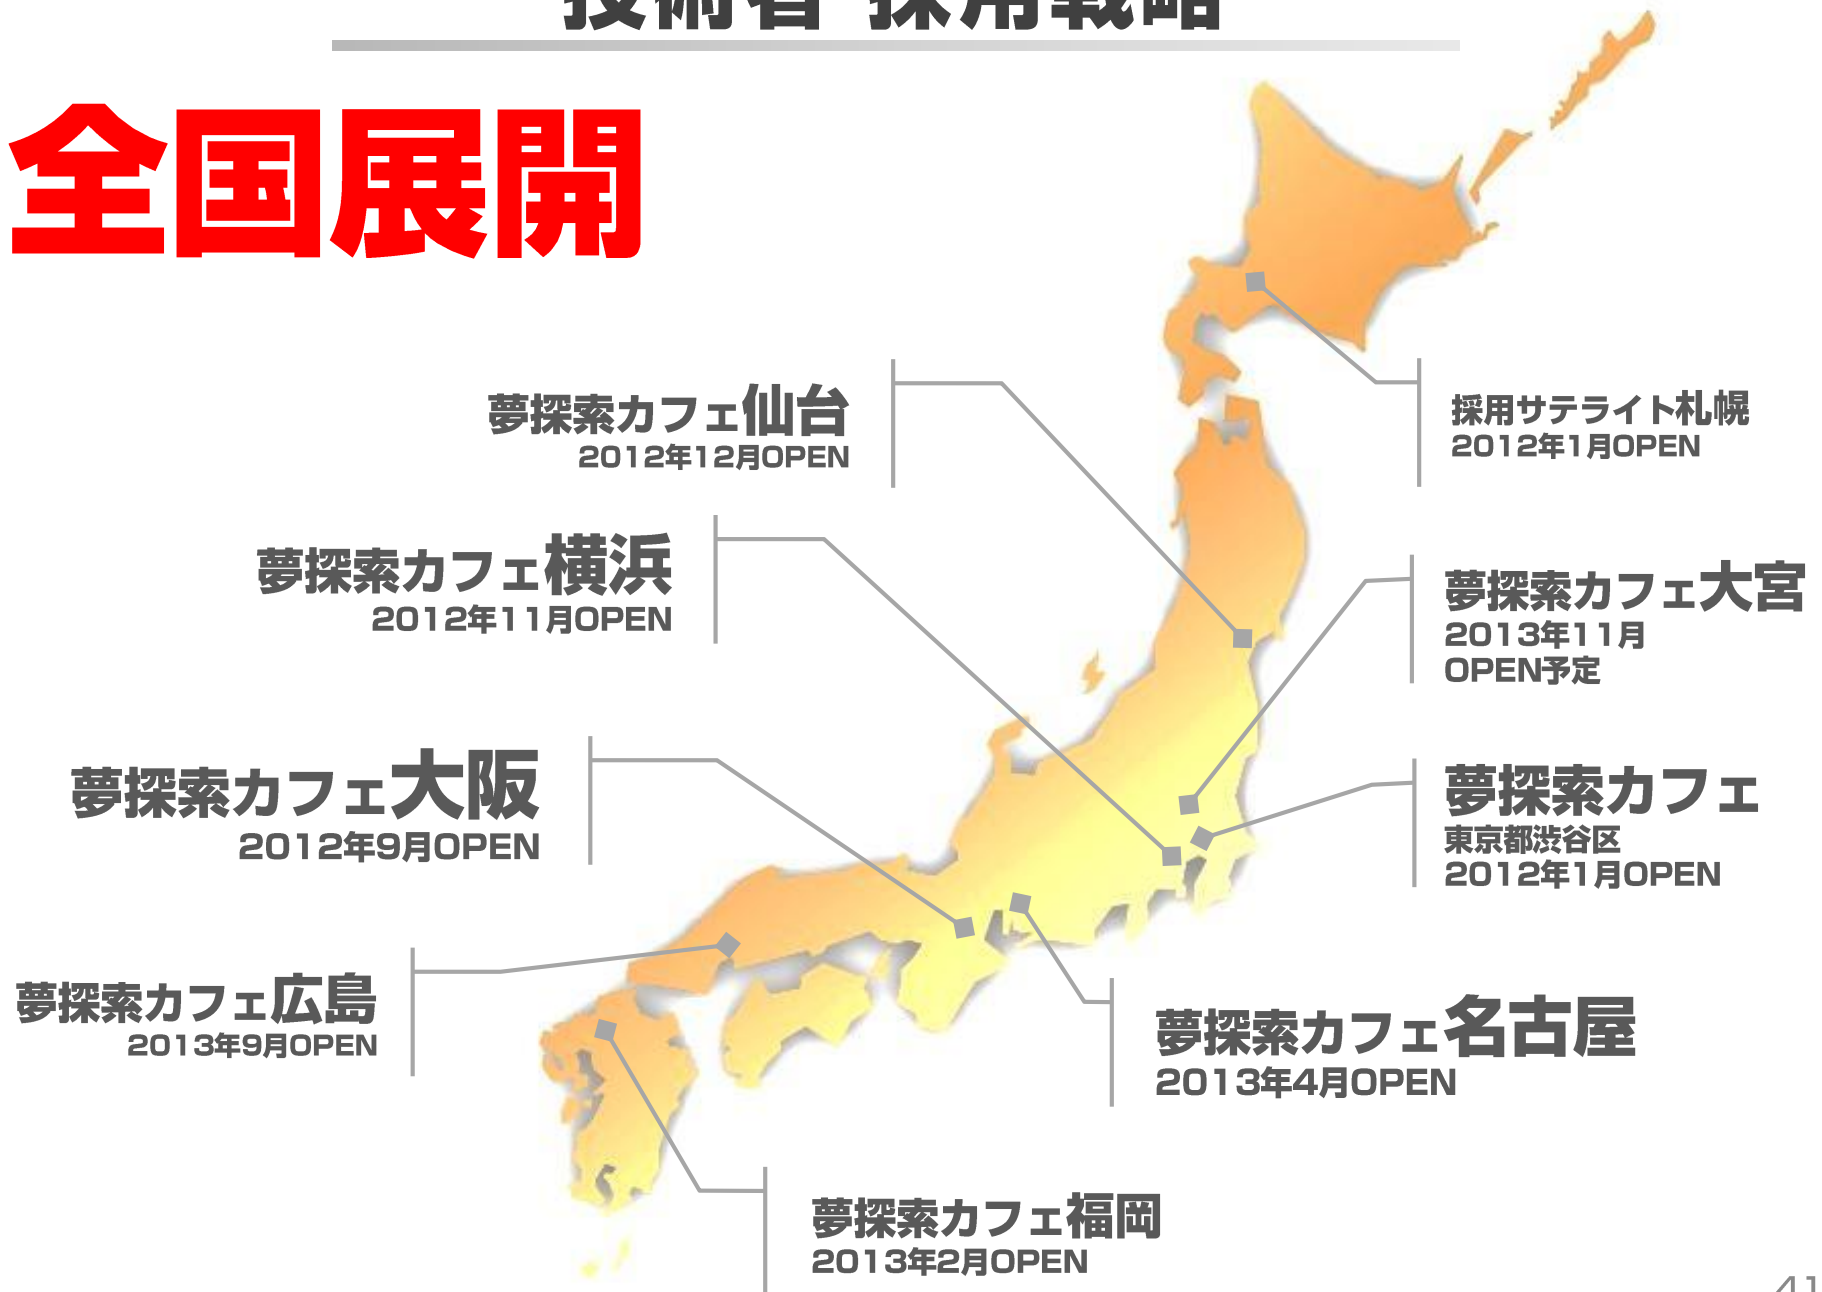 技術者 採用戦略
全国展開
夢探索カフェ仙台
2012年12月OPEN
採用サテライト札幌
2012年1月OPEN
夢探索カフェ横浜
2012年11月OPEN
夢探索カフェ大宮
2013年11月
OPEN予定
夢探索カフェ大阪
2012年9月OPEN
夢探索カフェ
東京都渋谷区
2012年1月OPEN
夢探索カフェ広島
2013年9月OPEN
夢探索カフェ名古屋
2013年4月OPEN
夢探索カフェ福岡
2013年2月OPEN
41